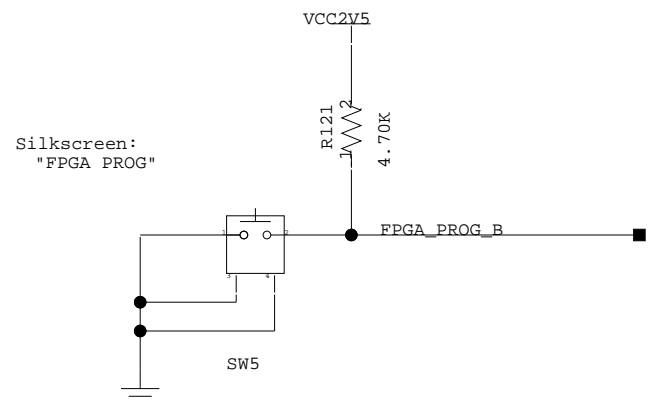 VCC2V5
R121
2
1
4.70K
Silkscreen:
"FPGA PROG"
1
2
FPGA_PROG_B
3
4
SW5